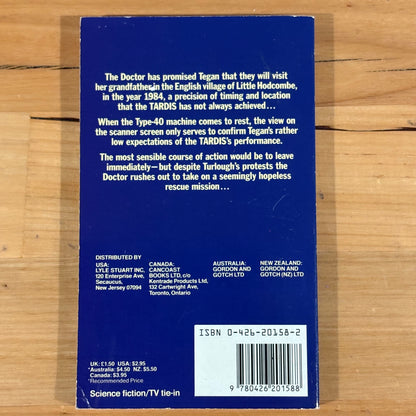 The Doctor has promised Tegan that they will visit
her grandfather in the English village of Little Hodcombe,
in the year 1984, a precision of timing and location
that the TARDIS has not always achieved...
When the Type-40 machine comes to rest, the view on
the scanner screen only serves to confirm Tegan's rather
low expectations of the TARDIS's performance.
The most sensible course of action would be to leave
immediately—but despite Turlough's protests the
Doctor rushes out to take on a seemingly hopeless
rescue mission...
DISTRIBUTED BY
USA:
LYLE STUART INC,
120 Enterprise Ave,
Secaucus,
New Jersey 07094
CANADA:
CANCOAST
BOOKS LTD, c/o
Kentrade Products Ltd,
132 Cartwright Ave,
Toronto, Ontario
AUSTRALIA:
GORDON AND
GOTCH LTD
NEW ZEALAND:
GORDON AND
GOTCH (NZ) LTD
UK: £1.50 USA: $2.95
*Australia: $4.50 NZ: $5.50
Canada: $3.95
*Recommended Price
Science fiction/TV tie-in
ISBN 0-426-20158-2
9 780426 201588